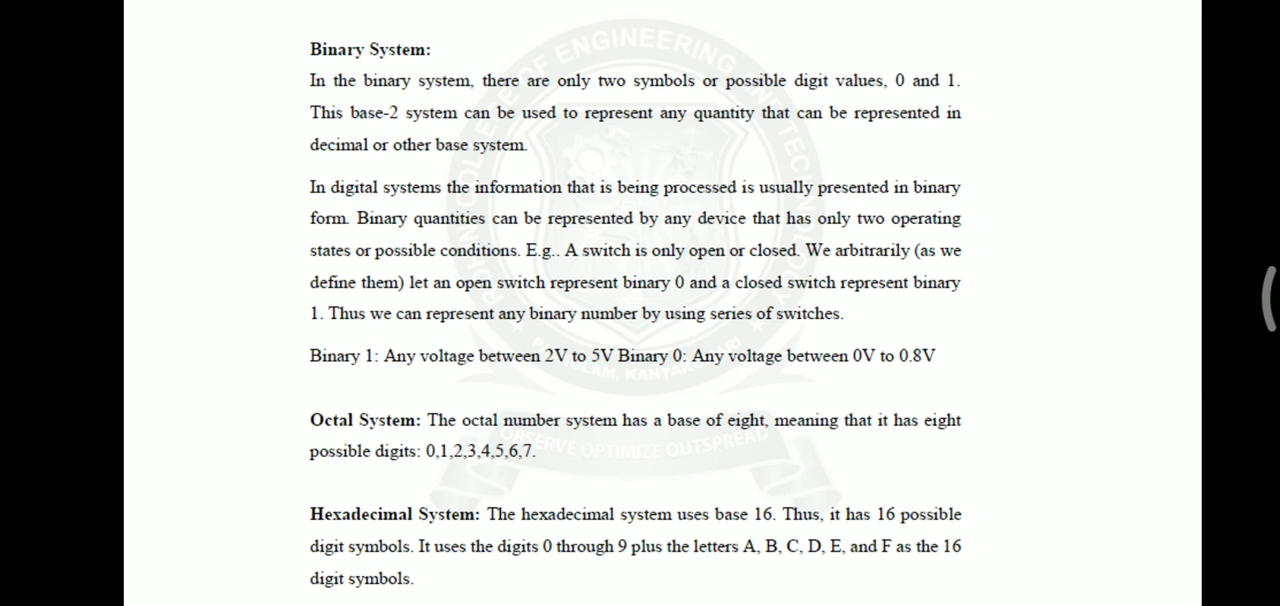 Binary System:
In the binary system, there are only two symbols or possible digit values, 0 and 1.
This base-2 system can be used to represent any quantity that can be represented in
decimal or other base system.
In digital systems the information that is being processed is usually presented in binary
form. Binary quantities can be represented by any device that has only two operating
states or possible conditions. E.g.. A switch is only open or closed. We arbitrarily (as we
define them) let an open switch represent binary 0 and a closed switch represent binary
1. Thus we can represent any binary number by using series of switches.
Binary 1: Any voltage between 2V to 5V Binary 0: Any voltage between 0V to 0.8V
Octal System: The octal number system has a base of eight, meaning that it has eight
possible digits: 0,1,2,3,4,5,6,7.
OBSERVE OPTIMIZE OUTSPREAD
Hexadecimal System: The hexadecimal system uses base 16. Thus, it has 16 possible
digit symbols. It uses the digits 0 through 9 plus the letters A, B, C, D, E, and F as the 16
digit symbols.